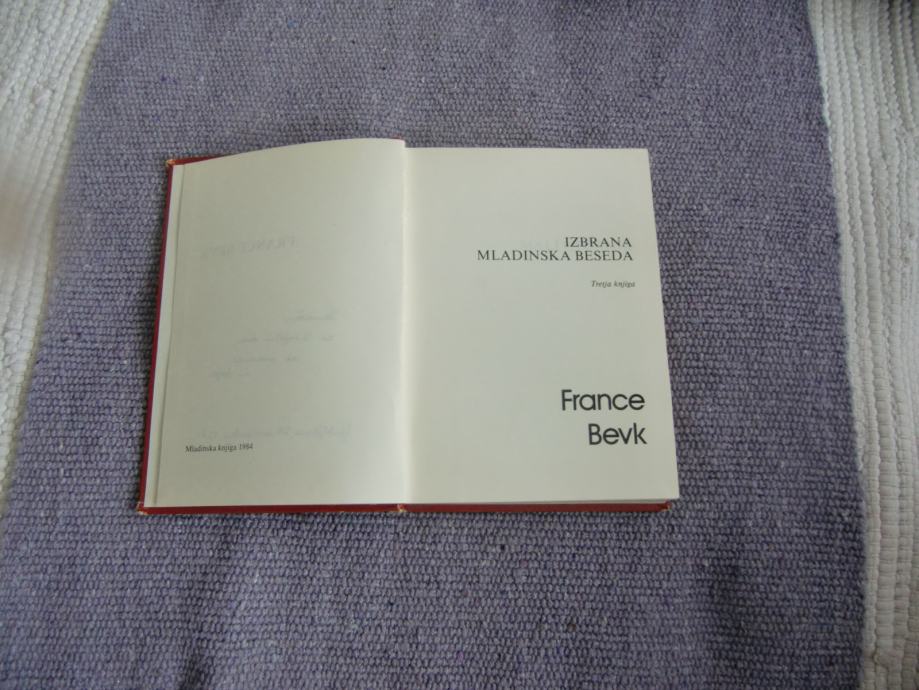 Mladinska knjiga 1984
IZBRANA
MLADINSKA BESEDA
Tretja knjiga
France
Bevk